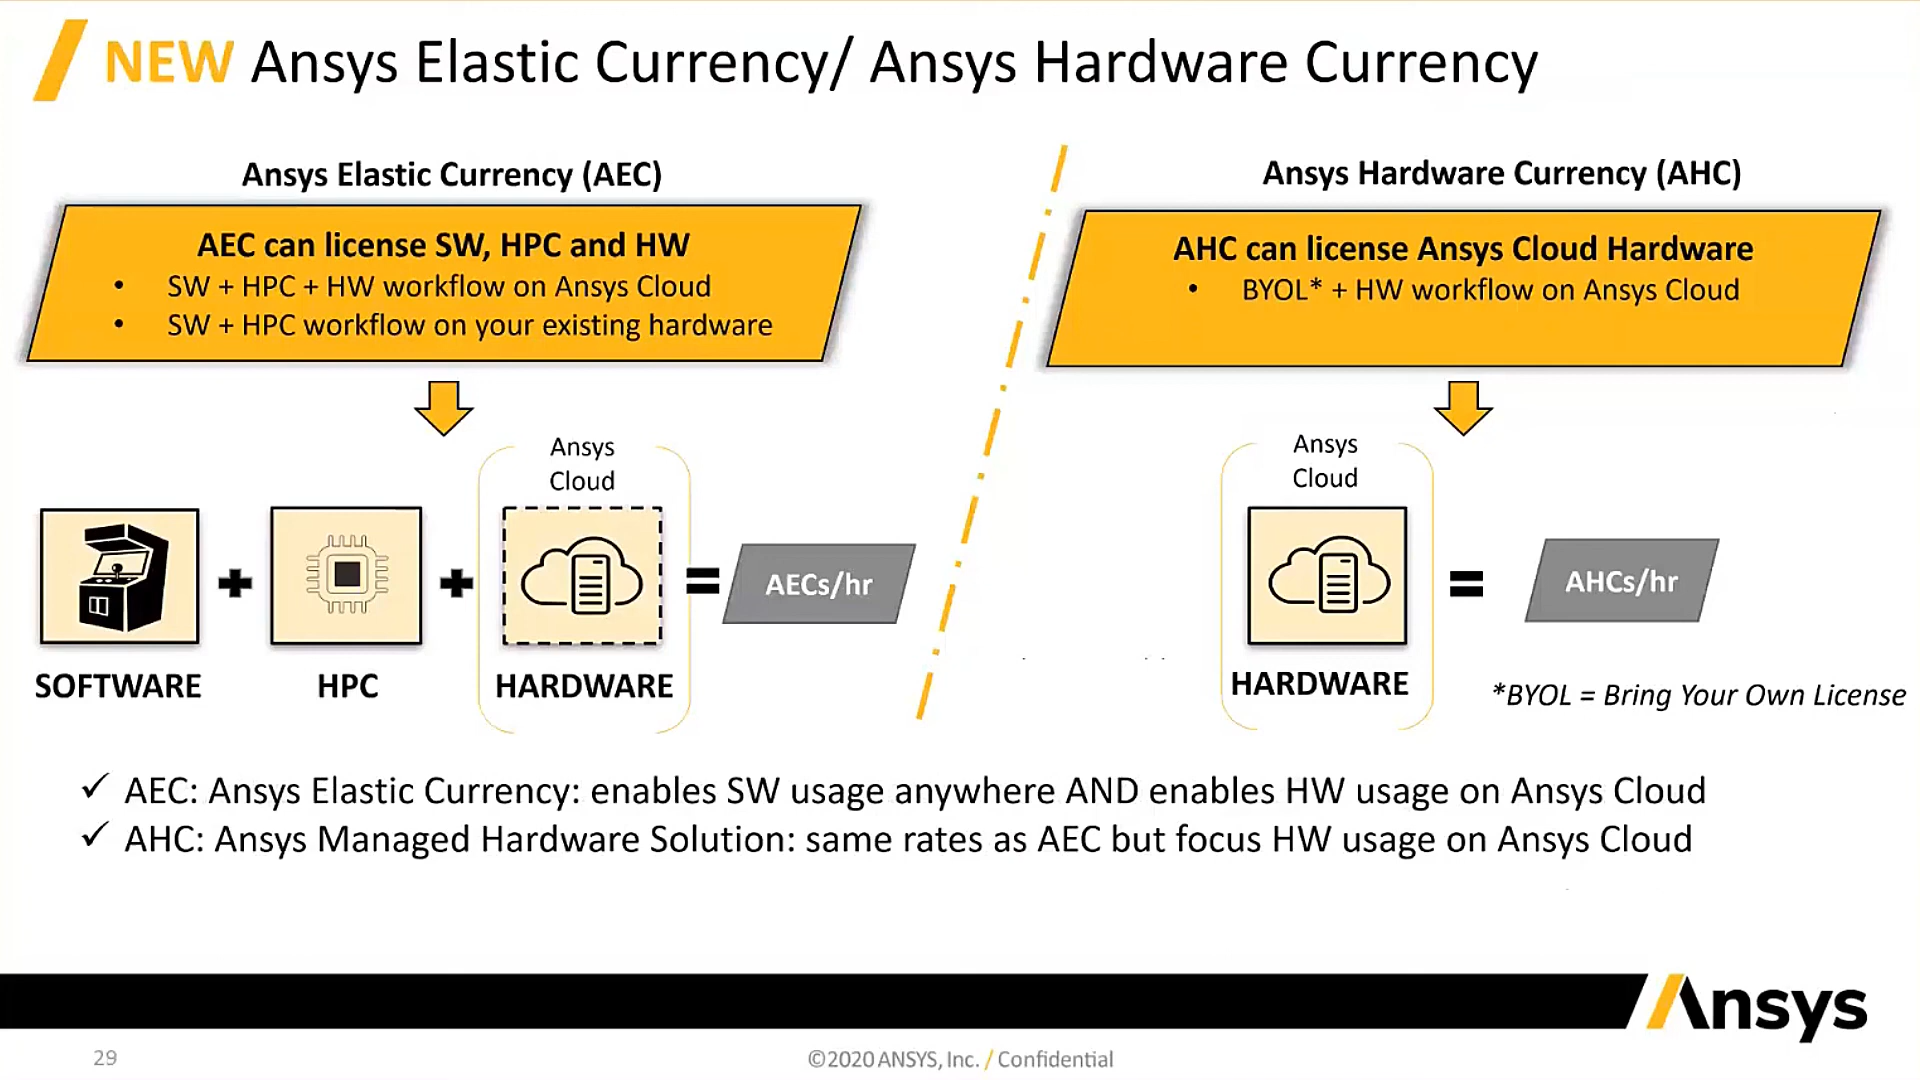 NEW Ansys Elastic Currency/ Ansys Hardware Currency
Ansys Elastic Currency (AEC)
AEC can license SW, HPC and HW
• SW + HPC + HW workflow on Ansys Cloud
• SW + HPC workflow on your existing hardware
Ansys
Cloud
+ + = AECs/hr
SOFTWARE HPC HARDWARE
Ansys Hardware Currency (AHC)
AHC can license Ansys Cloud Hardware
• BYOL* + HW workflow on Ansys Cloud
Ansys
Cloud
= AHCs/hr
HARDWARE
*BYOL = Bring Your Own License
✓ AEC: Ansys Elastic Currency: enables SW usage anywhere AND enables HW usage on Ansys Cloud
✓ AHC: Ansys Managed Hardware Solution: same rates as AEC but focus HW usage on Ansys Cloud
Ansys
29
©2020 ANSYS, Inc. / Confidential